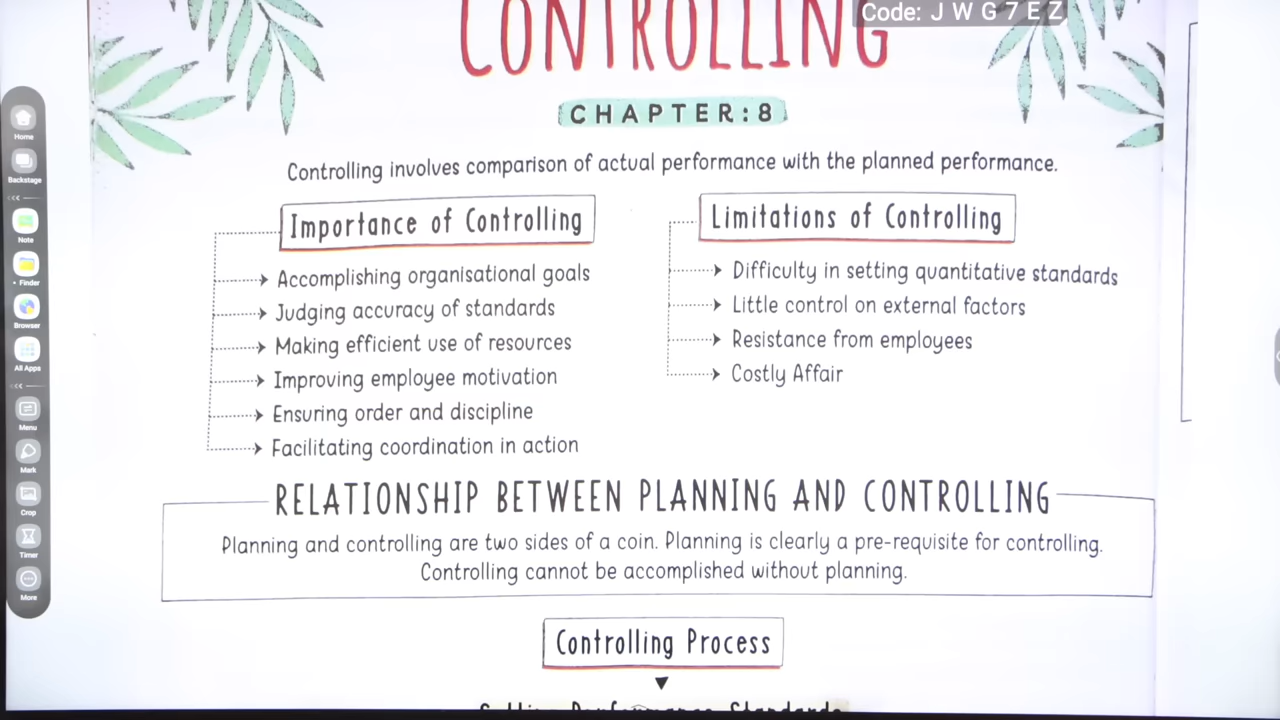 CONTROLLING
Code: J W G 7 E Z
CHAPTER:8
Controlling involves comparison of actual performance with the planned performance.
Importance of Controlling
Accomplishing organisational goals
Judging accuracy of standards
Making efficient use of resources
Improving employee motivation
Ensuring order and discipline
Facilitating coordination in action
Limitations of Controlling
Difficulty in setting quantitative standards
Little control on external factors
Resistance from employees
Costly Affair
RELATIONSHIP BETWEEN PLANNING AND CONTROLLING
Planning and controlling are two sides of a coin. Planning is clearly a pre-requisite for controlling.
Controlling cannot be accomplished without planning.
Controlling Process
Setting Performance Standards
Home
Backstage
Note
Finder
Browser
All Apps
Menu
Mark
Crop
Timer
More